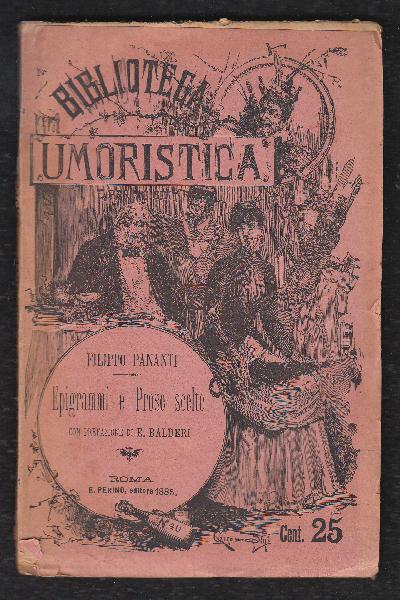 BIBLIOTECA
UMORISTICA
FILIPPO PANANTI
Epigrammi e Prose scelte
CON PREFAZIONE DI E. BALDERI
ROMA
E. PERINO, editore 1885.
Cent. 25